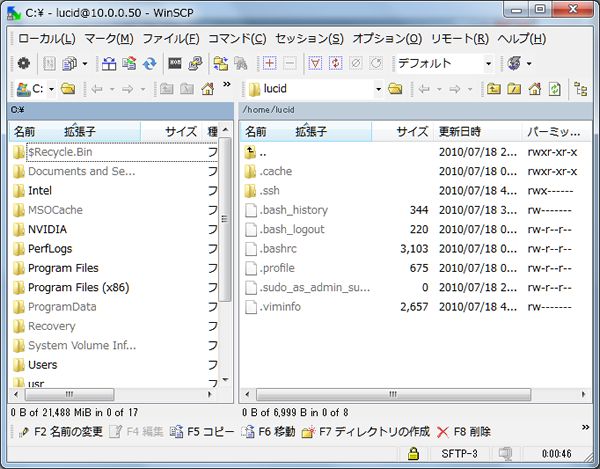 C:¥ - lucid@10.0.0.50 - WinSCP
ローカル(L) マーク(M) ファイル(F) コマンド(C) セッション(S) オプション(O) リモート(R) ヘルプ(H)
デフォルト
C: lucid
C:¥ /home/lucid
名前 拡張子 サイズ 種 名前 拡張子 サイズ 更新日時 パーミッ...
$Recycle.Bin フ .. 2010/07/18 2... rwxr-xr-x
Documents and Se... フ .cache 2010/07/18 0... rwxr-xr-x
Intel フ .ssh 2010/07/18 4... rwx------
MSOCache フ .bash_history 344 2010/07/18 3... rw-------
NVIDIA フ .bash_logout 220 2010/07/18 0... rw-r--r--
PerfLogs フ .bashrc 3,103 2010/07/18 0... rw-r--r--
Program Files フ .profile 675 2010/07/18 0... rw-r--r--
Program Files (x86) フ .sudo_as_admin_su... 0 2010/07/18 2... rw-r--r--
ProgramData フ .viminfo 2,657 2010/07/18 4... rw-------
Recovery フ
System Volume Inf... フ
Users フ
usr フ
0 B of 21,488 MiB in 0 of 17 0 B of 6,999 B in 0 of 8
F2 名前の変更 F4 編集 F5 コピー F6 移動 F7 ディレクトリの作成 F8 削除
SFTP-3 0:00:46